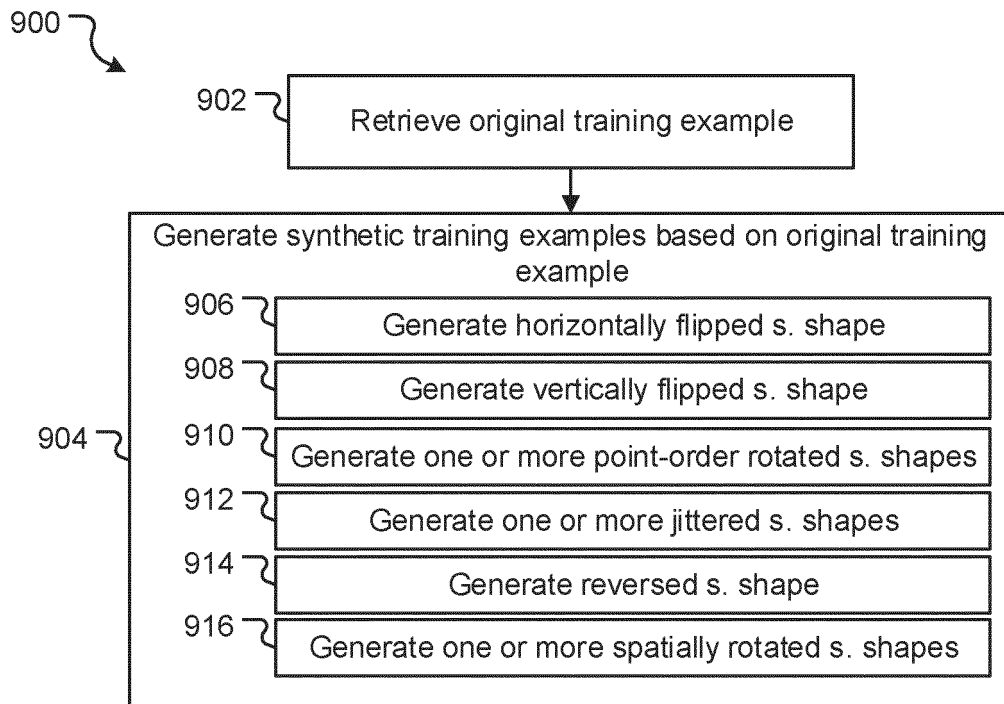 900
902
Retrieve original training example
904
Generate synthetic training examples based on original training
example
906
Generate horizontally flipped s. shape
908
Generate vertically flipped s. shape
910
Generate one or more point-order rotated s. shapes
912
Generate one or more jittered s. shapes
914
Generate reversed s. shape
916
Generate one or more spatially rotated s. shapes